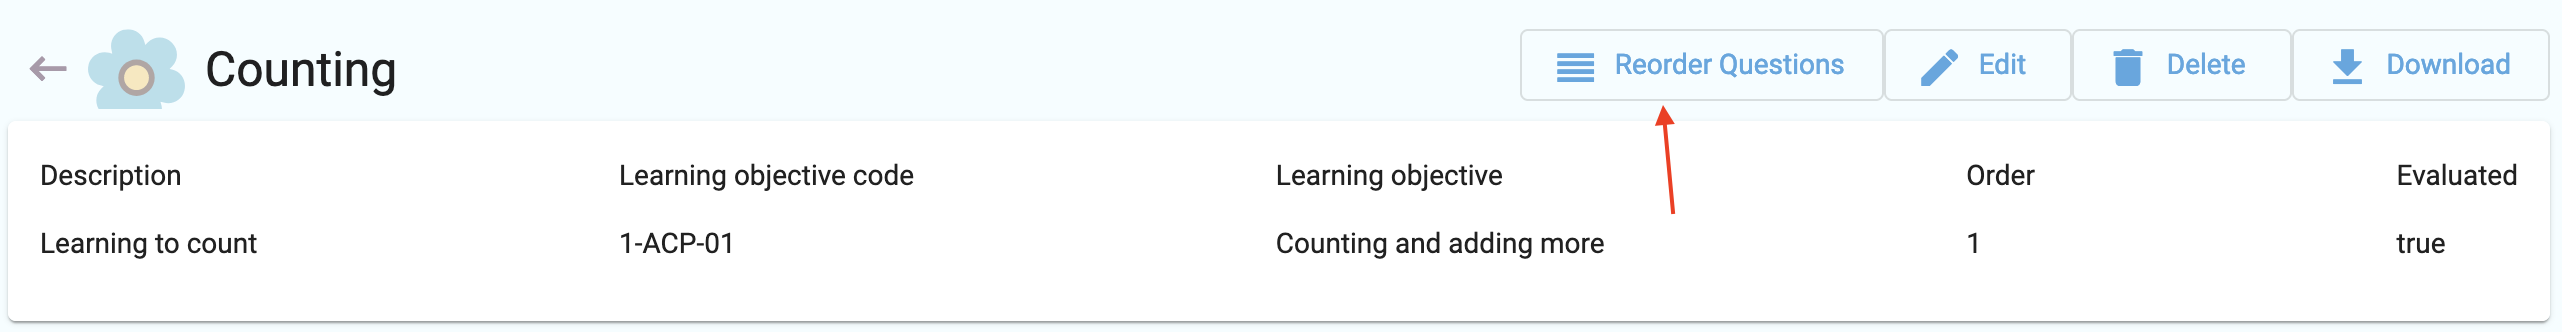 Counting
Reorder Questions
Edit
Delete
Download
Description
Learning objective code
Learning objective
Order
Evaluated
Learning to count
1-ACP-01
Counting and adding more
1
true